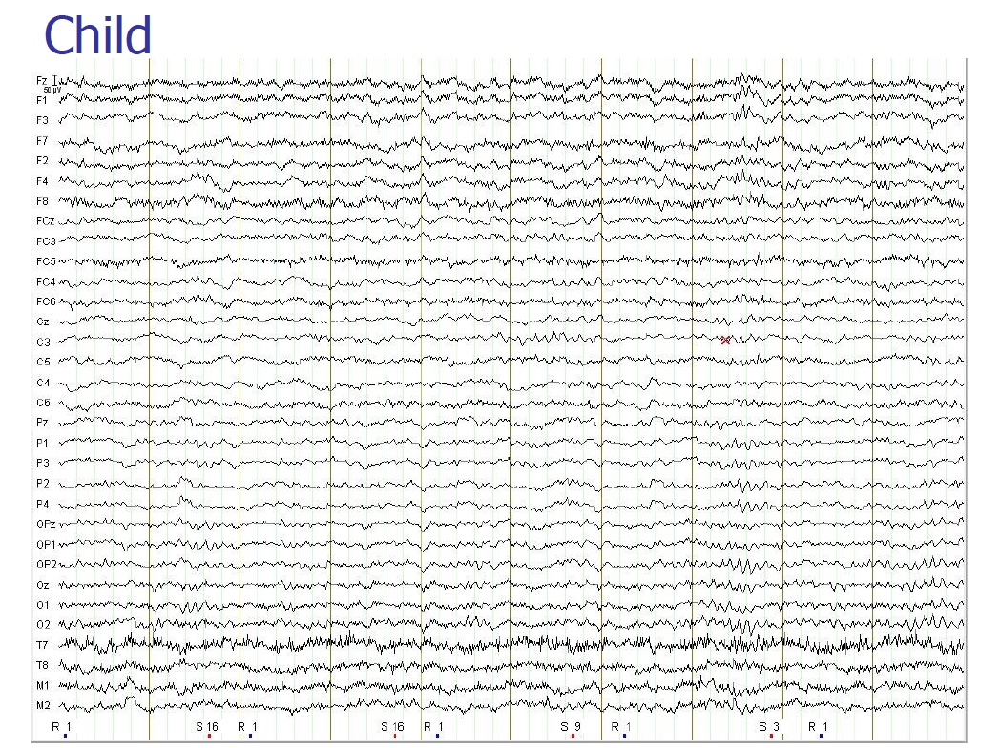 Child
Fz
50 µV
F1
F3
F7
F2
F4
F8
FCz
FC3
FC5
FC4
FC6
Cz
C3
C5
C4
C6
Pz
P1
P3
P2
P4
OPz
OP1
OP2
Oz
O1
O2
T7
T8
M1
M2
R 1 S 16 R 1 S 16 R 1 S 9 R 1 S 3 R 1